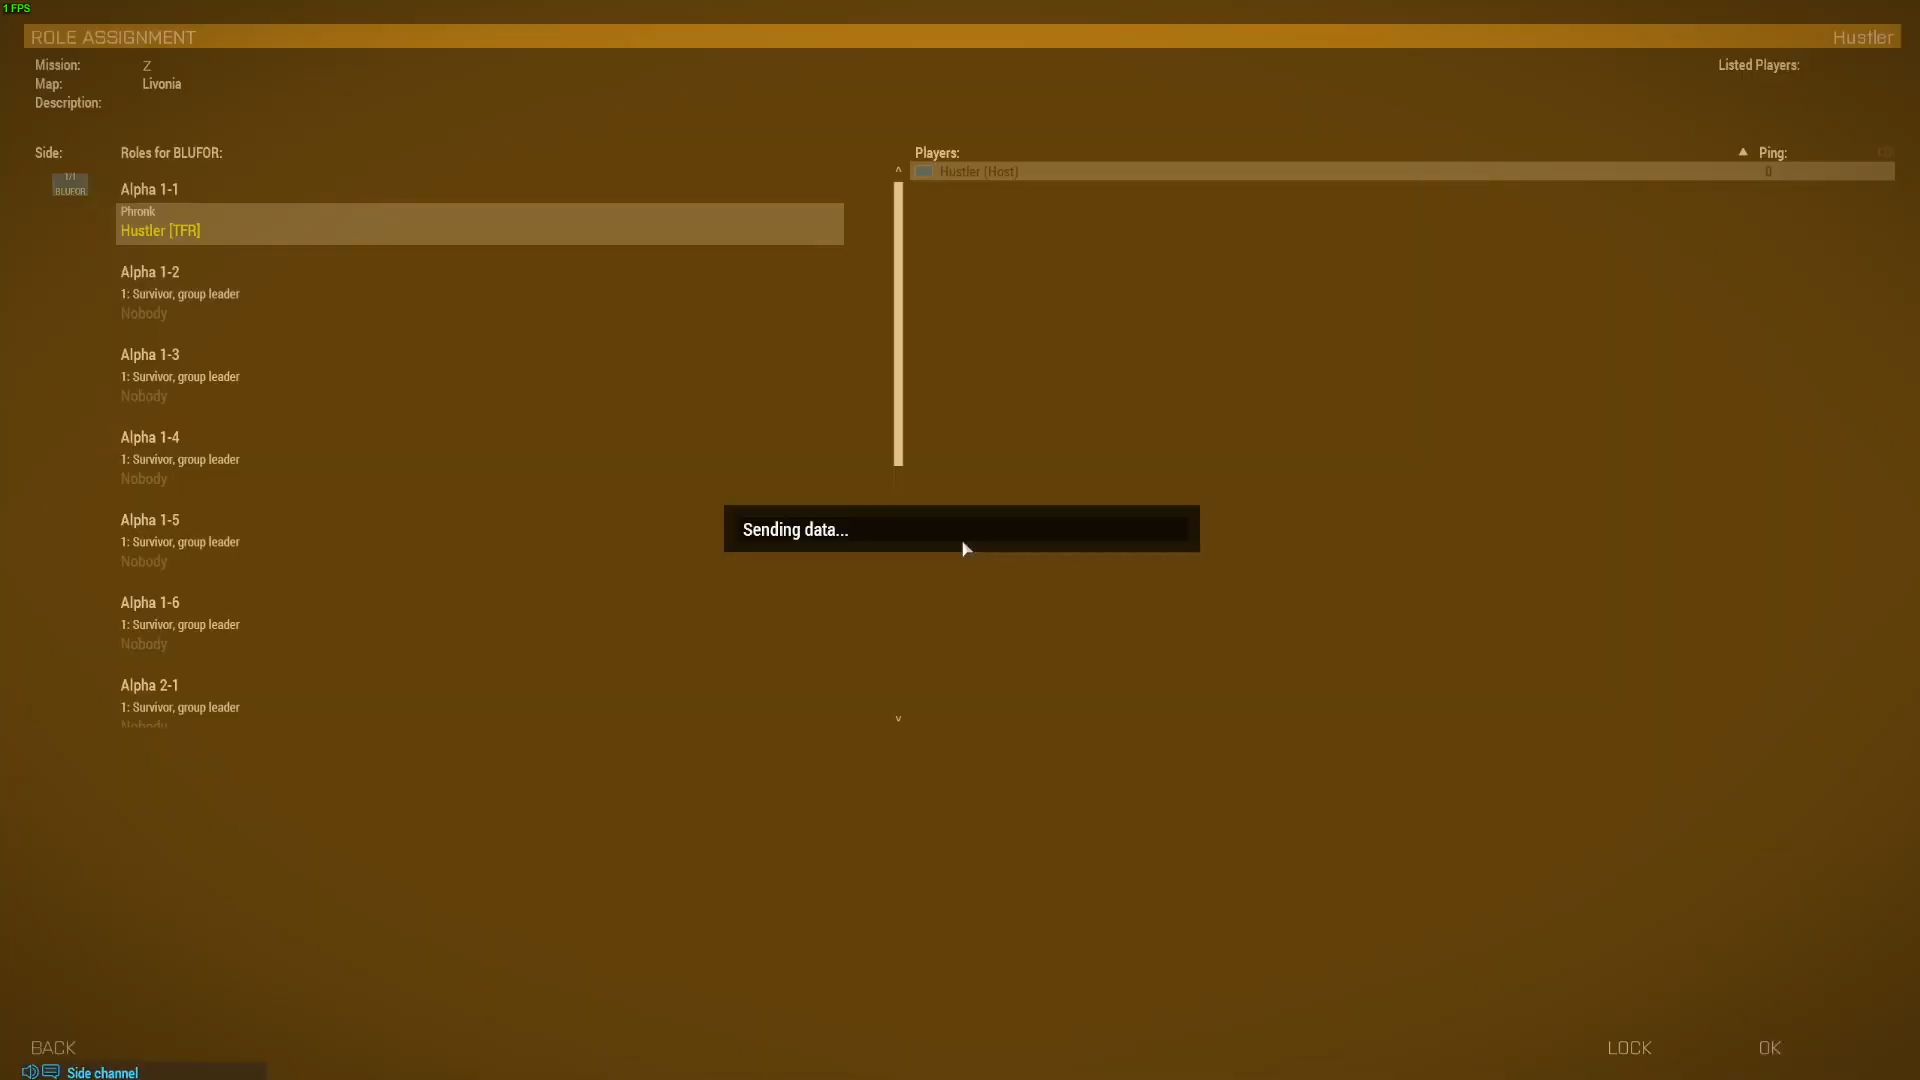 1 FPS
ROLE ASSIGNMENT
Hustler
Mission: Z
Listed Players:
Map: Livonia
Description:
Side:
Roles for BLUFOR:
Players:
Ping:
1/1
BLUFOR
Hustler (Host) 0
Alpha 1-1
Phronk
Hustler [TFR]
Alpha 1-2
1: Survivor, group leader
Nobody
Alpha 1-3
1: Survivor, group leader
Nobody
Alpha 1-4
1: Survivor, group leader
Nobody
Alpha 1-5
1: Survivor, group leader
Nobody
Sending data...
Alpha 1-6
1: Survivor, group leader
Nobody
Alpha 2-1
1: Survivor, group leader
Nobody
BACK
LOCK
OK
Side channel